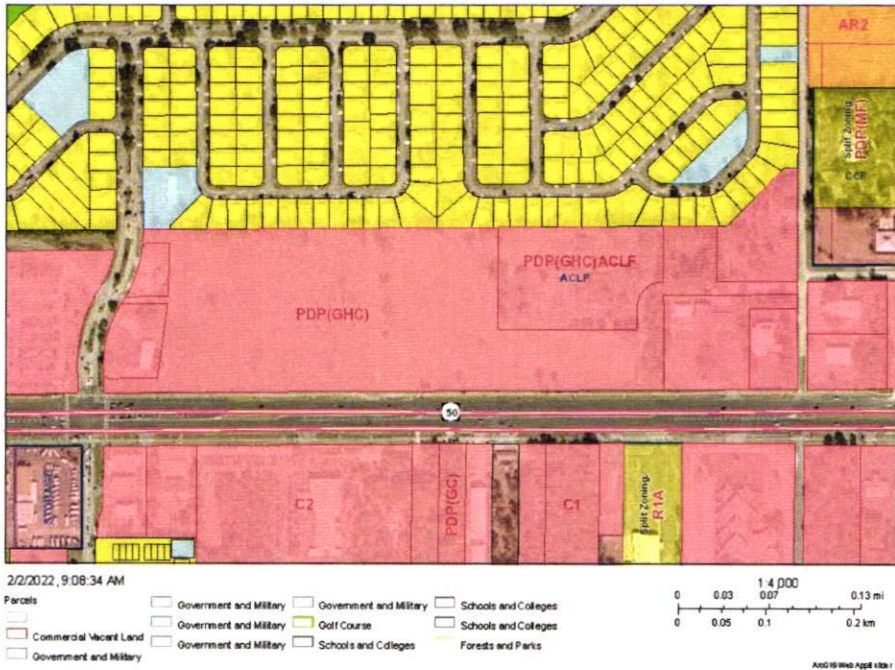 AR2
Split Zoning
PDP(MF)
CCF
PDP(GHC)ACLF
ACLF
PDP(GHC)
50
STORAGE
C2
PDP(GC)
C1
Split Zoning
R1A
2/2/2022, 9:08:34 AM
Parcels
Commercial Vacant Land
Government and Military
Government and Military
Government and Military
Government and Military
Government and Military
Golf Course
Schools and Colleges
Schools and Colleges
Schools and Colleges
Forests and Parks
1:4,000
0 0.03 0.07 0.13 mi
0 0.05 0.1 0.2 km